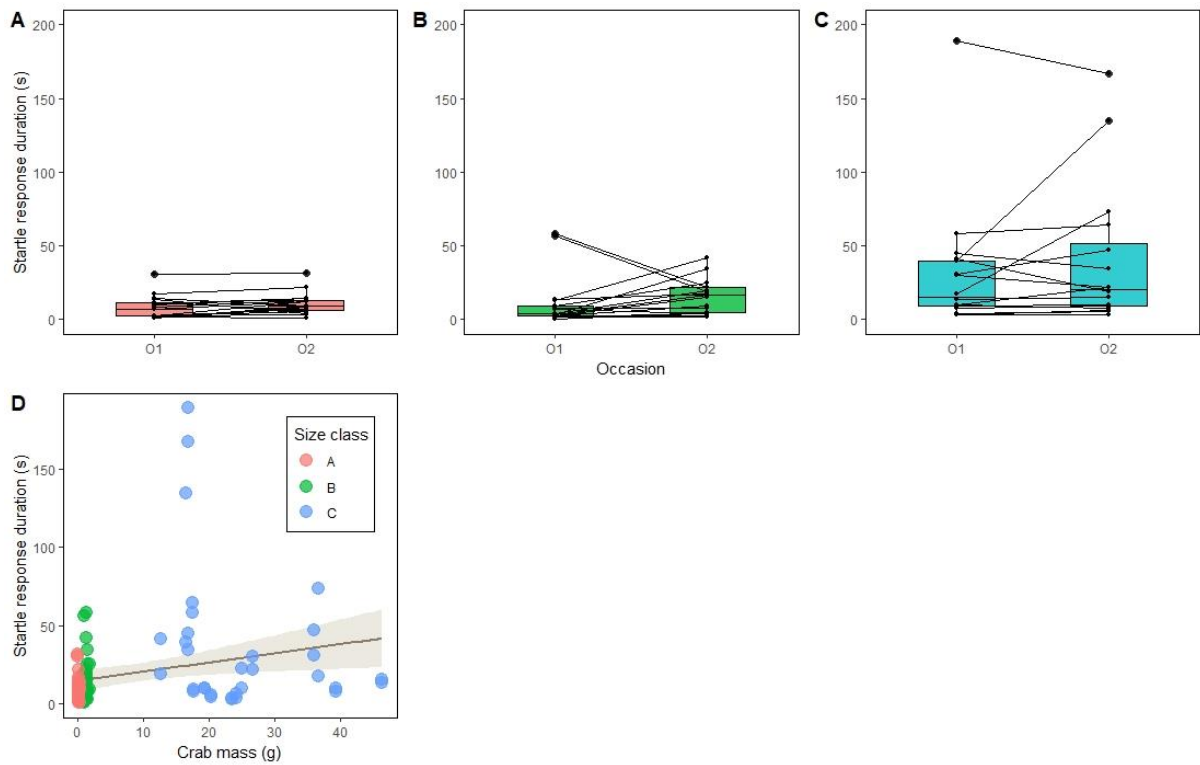 A
B
C
Startle response duration (s)
200
150
100
50
0
O1
O2
200
150
100
50
0
O1
O2
Occasion
200
150
100
50
0
O1
O2
D
Startle response duration (s)
150
100
50
0
0
10
20
30
40
Crab mass (g)
Size class
A
B
C